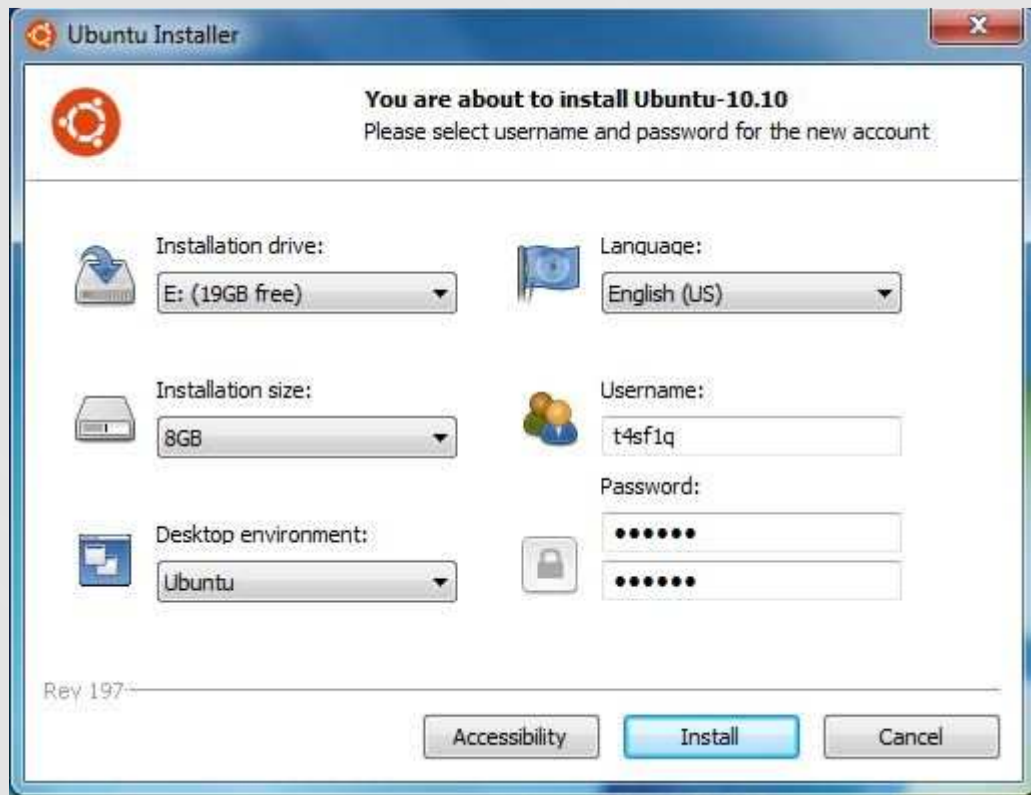 Ubuntu Installer
You are about to install Ubuntu-10.10
Please select username and password for the new account
Installation drive:
E: (19GB free)
Language:
English (US)
Installation size:
8GB
Username:
t4sf1q
Password:
••••••
Desktop environment:
Ubuntu
••••••
Rev 197
Accessibility
Install
Cancel